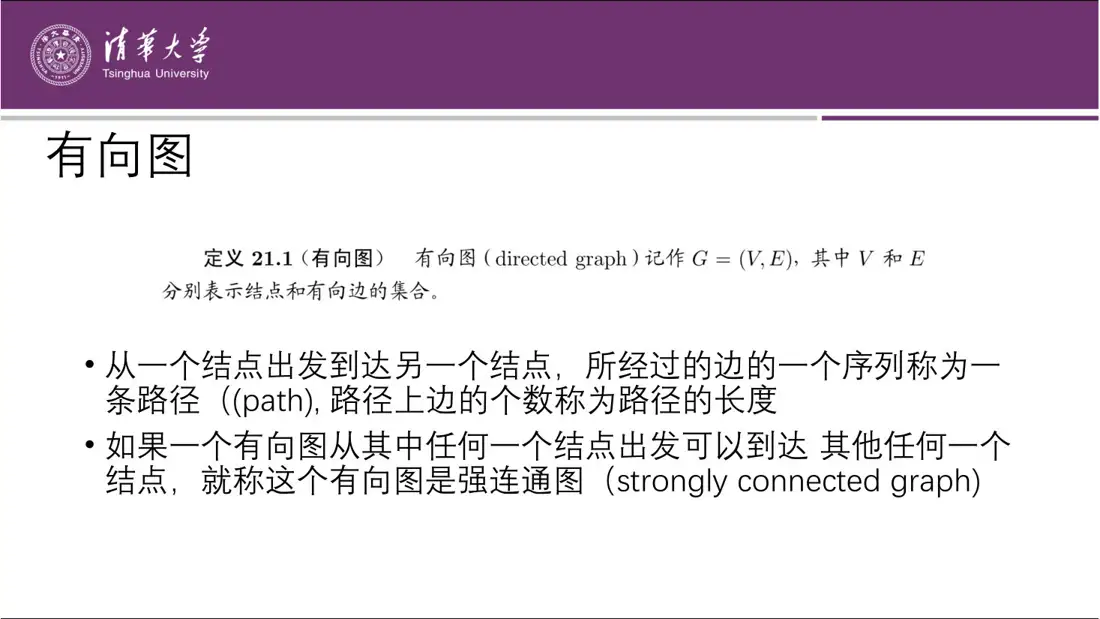 清华大学
Tsinghua University
有向图
定义 21.1（有向图） 有向图（directed graph）记作 G = (V, E)，其中 V 和 E
分别表示结点和有向边的集合。
• 从一个结点出发到达另一个结点，所经过的边的一个序列称为一
条路径（(path), 路径上边的个数称为路径的长度
• 如果一个有向图从其中任何一个结点出发可以到达 其他任何一个
结点，就称这个有向图是强连通图（strongly connected graph)